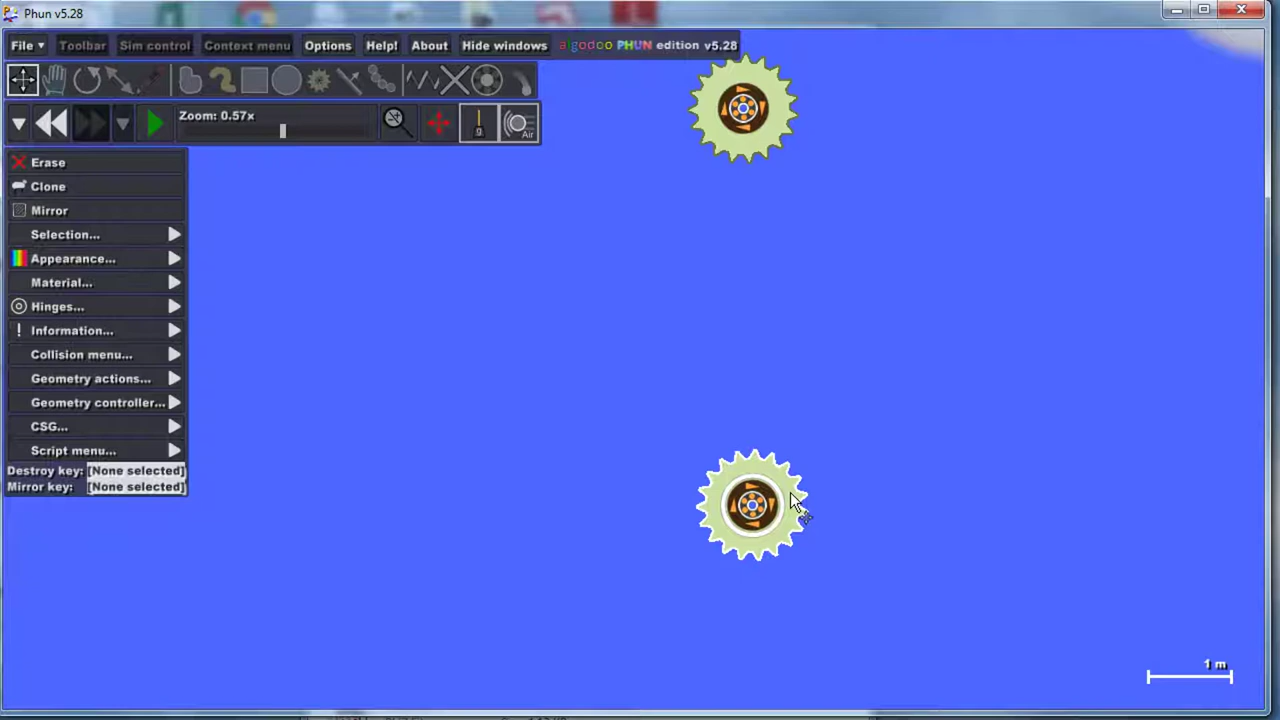 Phun v5.28
File Toolbar Sim control Context menu Options Help! About Hide windows algodoo PHUN edition v5.28
Zoom: 0.57x
g
Air
Erase
Clone
Mirror
Selection...
Appearance...
Material...
Hinges...
Information...
Collision menu...
Geometry actions...
Geometry controller...
CSG...
Script menu...
Destroy key: [None selected]
Mirror key: [None selected]
1 m